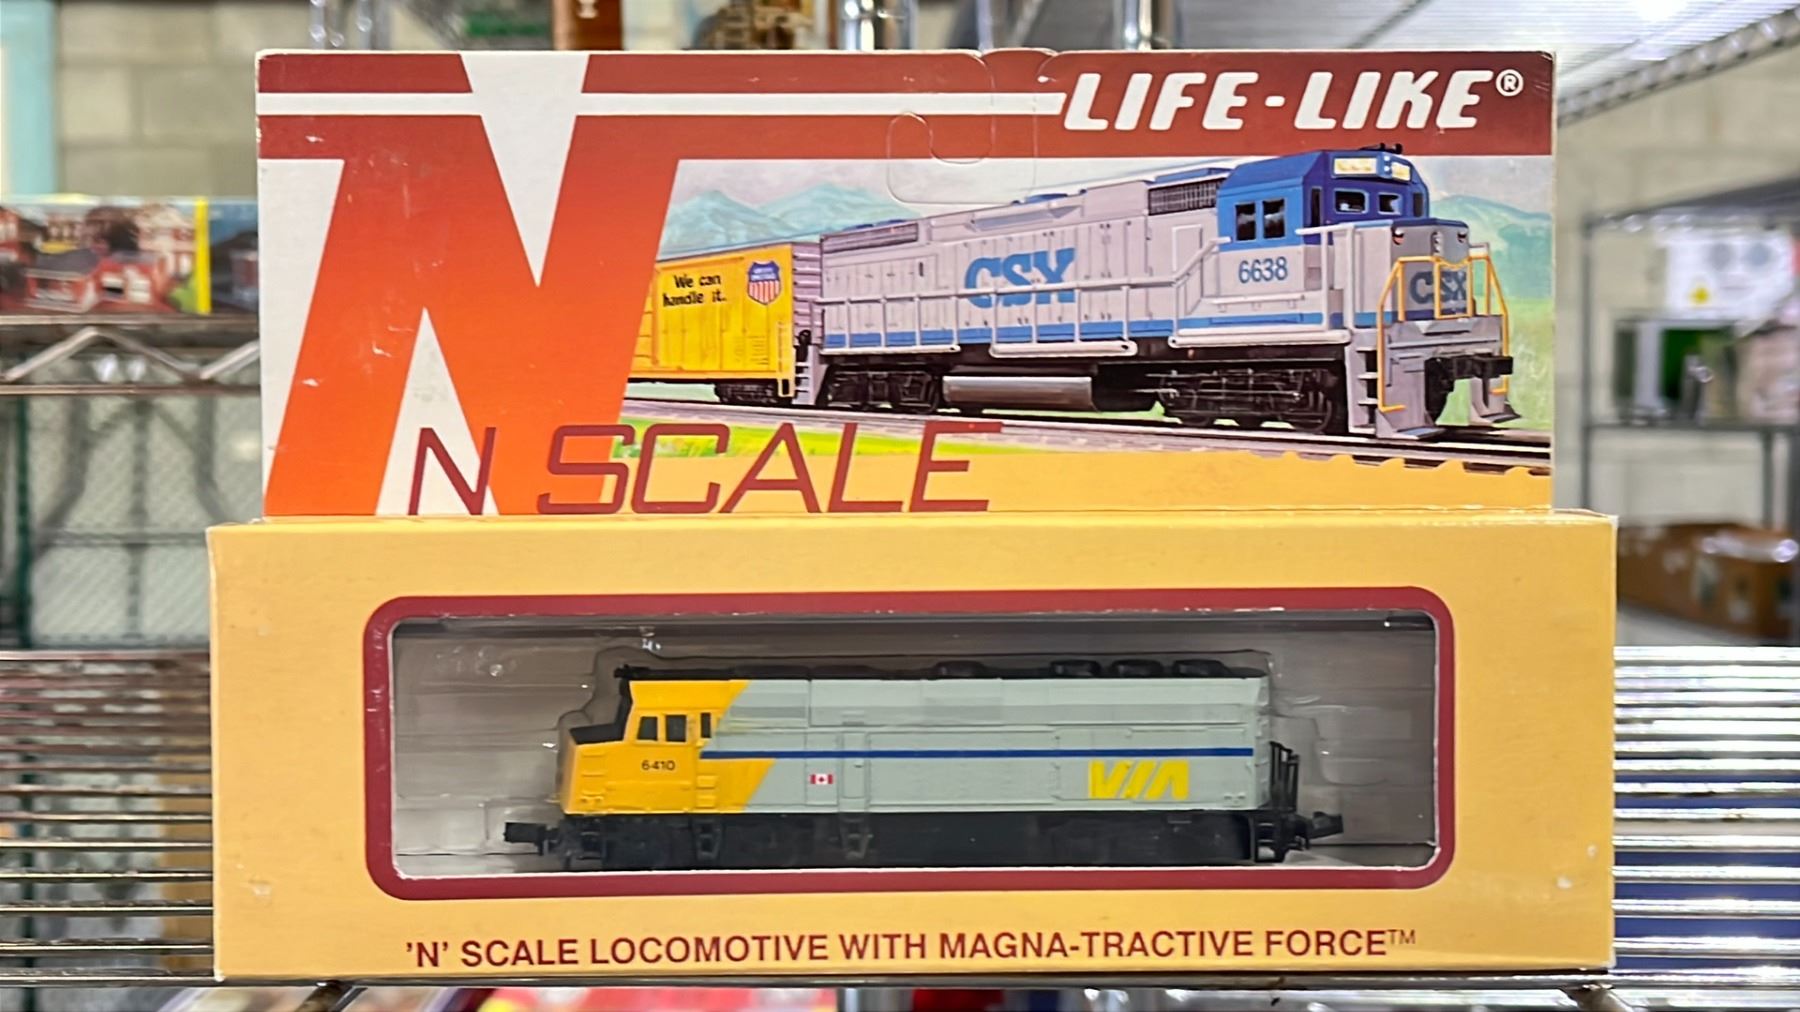 LIFE-LIKE®
We can
handle it.
CSX
6638
CSX
N SCALE
6410
VIA
'N' SCALE LOCOMOTIVE WITH MAGNA-TRACTIVE FORCE™